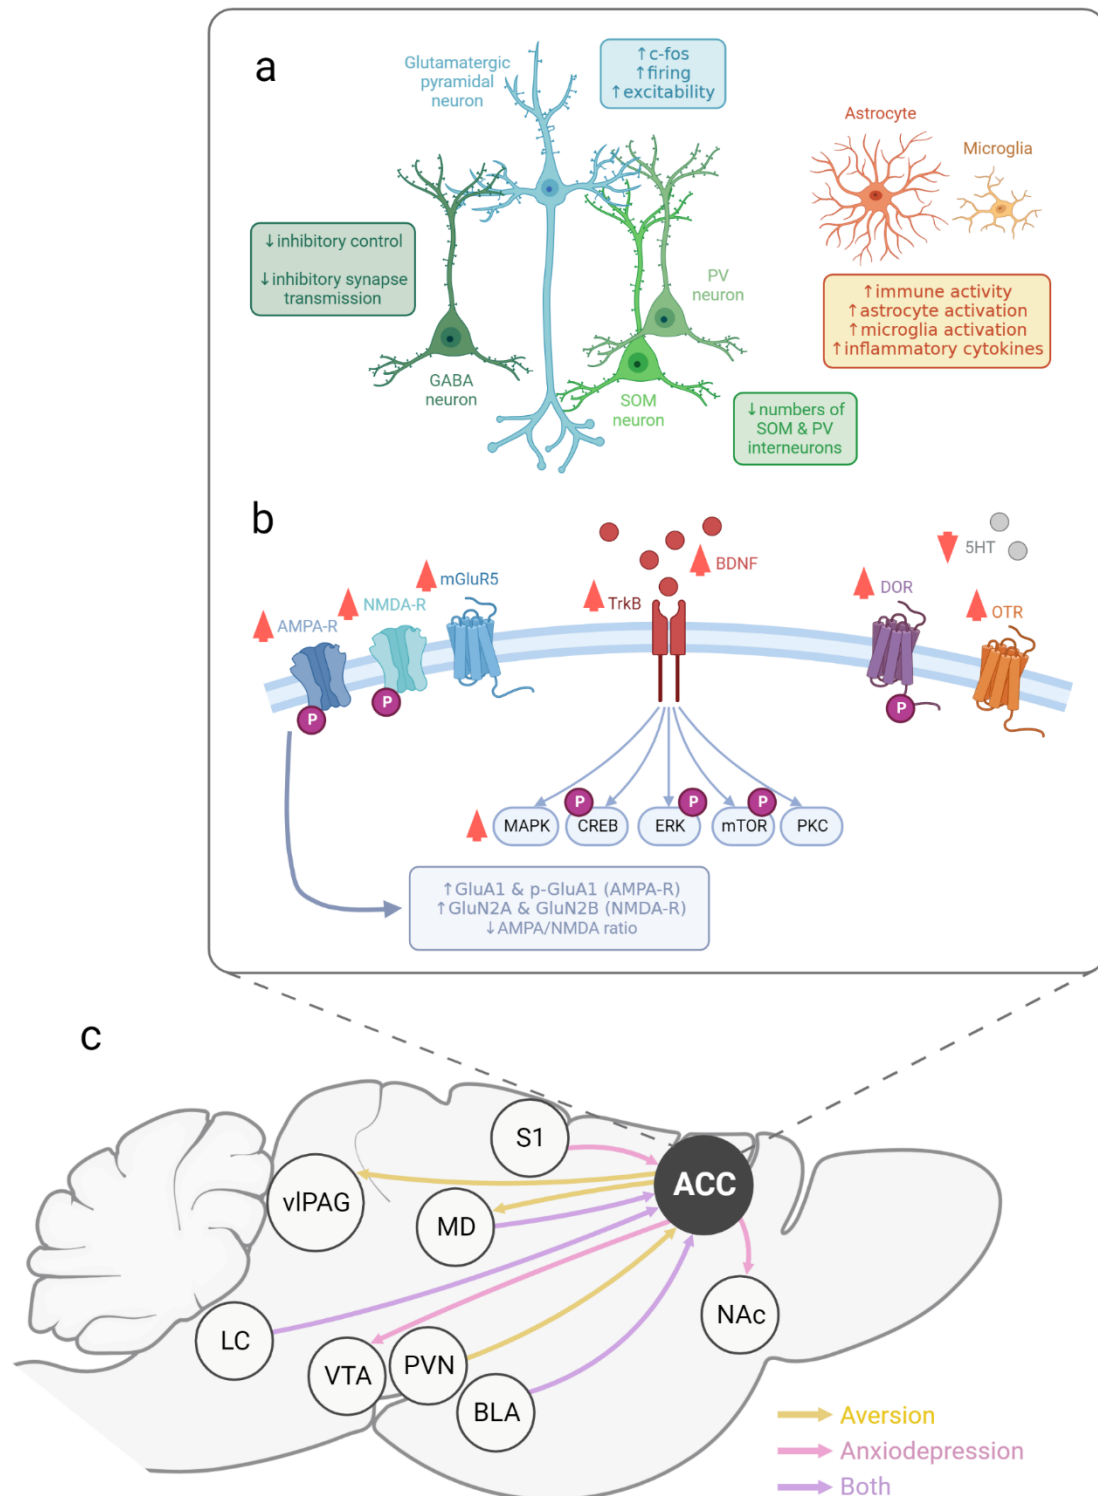 a
Glutamatergic
pyramidal
neuron
↑c-fos
↑firing
↑excitability
Astrocyte
Microglia
↓inhibitory control
↓inhibitory synapse
transmission
PV
neuron
↑immune activity
↑astrocyte activation
↑microglia activation
↑inflammatory cytokines
GABA
neuron
SOM
neuron
↓numbers of
SOM & PV
interneurons
b
AMPA-R
NMDA-R
mGluR5
TrkB
BDNF
DOR
5HT
OTR
P
P
P
P
P
P
MAPK
CREB
ERK
mTOR
PKC
↑GluA1 & p-GluA1 (AMPA-R)
↑GluN2A & GluN2B (NMDA-R)
↓AMPA/NMDA ratio
c
S1
ACC
vlPAG
MD
NAc
LC
VTA
PVN
BLA
Aversion
Anxiodepression
Both